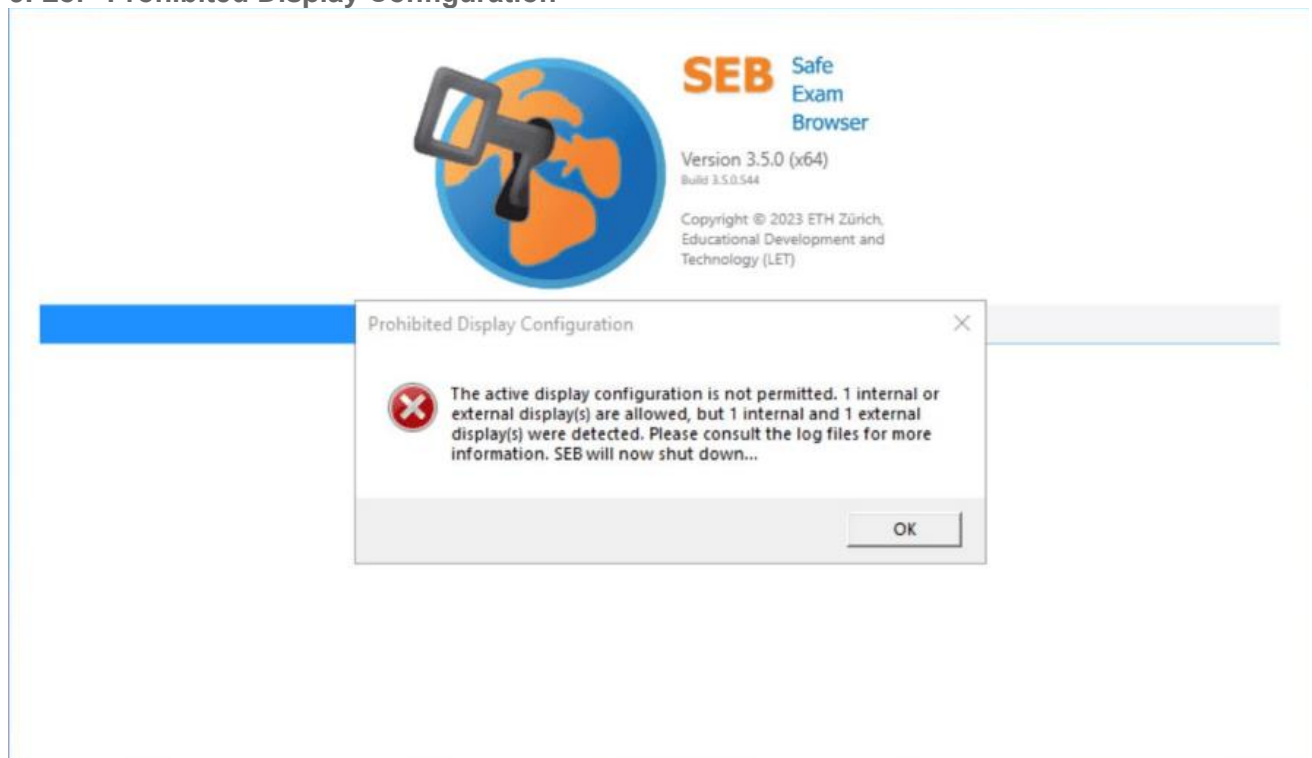 Prohibited Display Configuration
SEB Safe
Exam
Browser
Version 3.5.0 (x64)
Build 3.5.0.544
Copyright © 2023 ETH Zürich,
Educational Development and
Technology (LET)
Prohibited Display Configuration
The active display configuration is not permitted. 1 internal or
external display(s) are allowed, but 1 internal and 1 external
display(s) were detected. Please consult the log files for more
information. SEB will now shut down...
OK